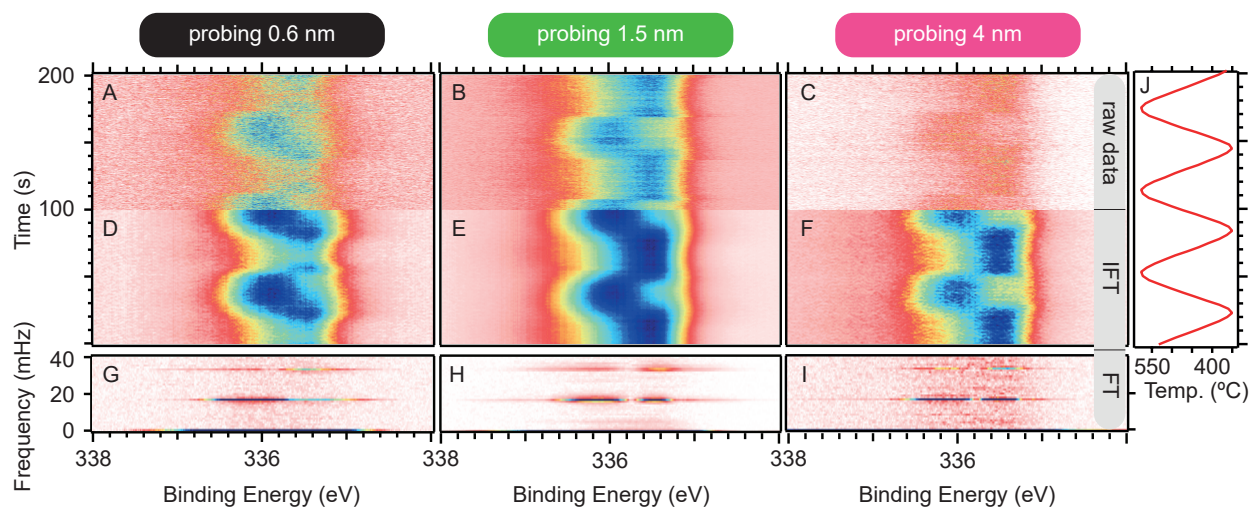 probing 0.6 nm
probing 1.5 nm
probing 4 nm
200
100
Time (s)
A
B
C
J
raw data
D
E
F
IFT
550
400
Temp. (ºC)
40
20
0
Frequency (mHz)
G
H
I
FT
338
336
338
336
338
336
Binding Energy (eV)
Binding Energy (eV)
Binding Energy (eV)